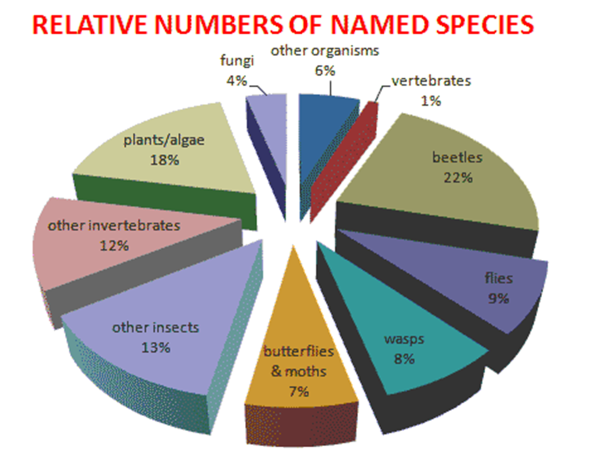 RELATIVE NUMBERS OF NAMED SPECIES
other organisms
6%
fungi
4%
vertebrates
1%
plants/algae
18%
beetles
22%
other invertebrates
12%
flies
9%
other insects
13%
wasps
8%
butterflies
& moths
7%